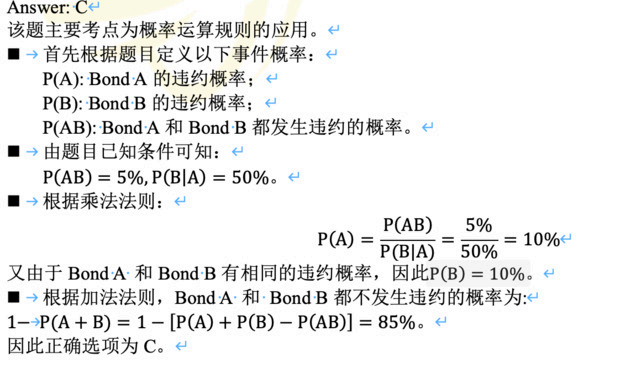 Answer: C
该题主要考点为概率运算规则的应用。
■ → 首先根据题目定义以下事件概率：
P(A): Bond A 的违约概率；
P(B): Bond B 的违约概率；
P(AB): Bond A 和 Bond B 都发生违约的概率。
■ → 由题目已知条件可知：
P(AB) = 5%, P(B|A) = 50%。
■ → 根据乘法法则：
P(A) = P(AB)/P(B|A) = 5%/50% = 10%
又由于 Bond A 和 Bond B 有相同的违约概率，因此P(B) = 10%。
■ → 根据加法法则，Bond A 和 Bond B 都不发生违约的概率为:
1−→P(A + B) = 1 − [P(A) + P(B) − P(AB)] = 85%。
因此正确选项为 C。